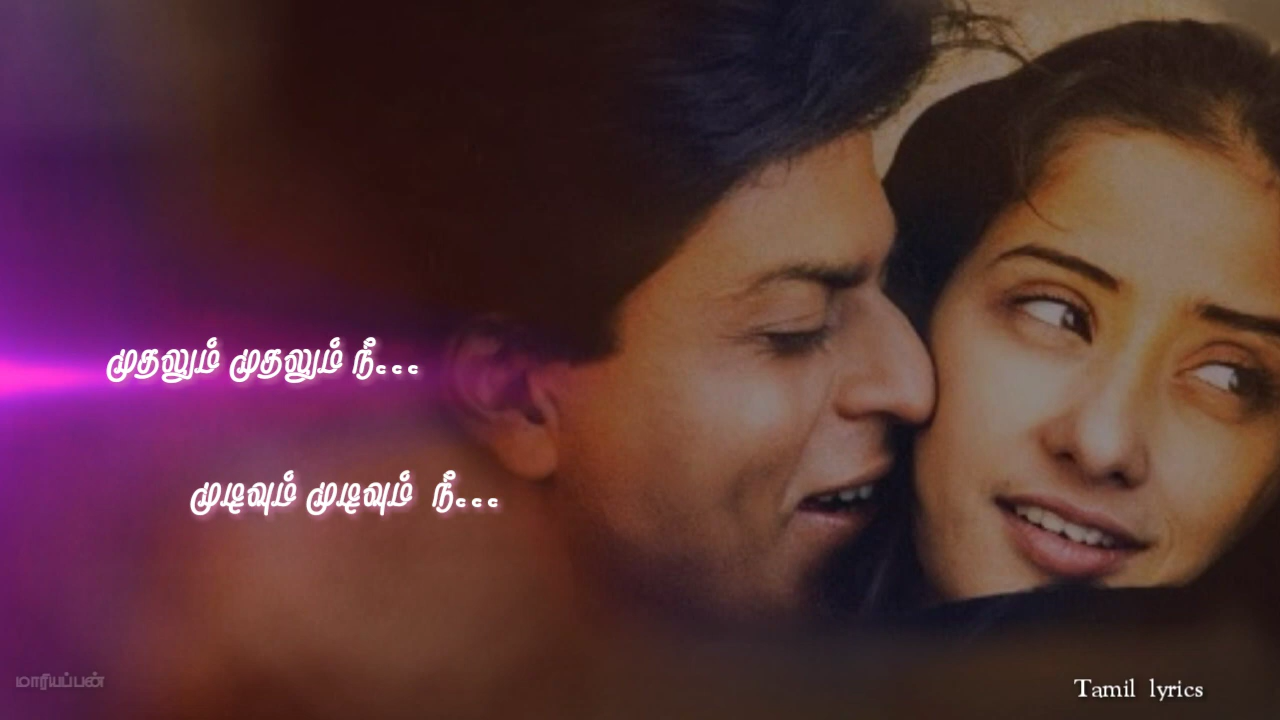 முதலும் முதலும் நீ...
முடிவும் முடிவும் நீ...
மாரியப்பன்
Tamil lyrics